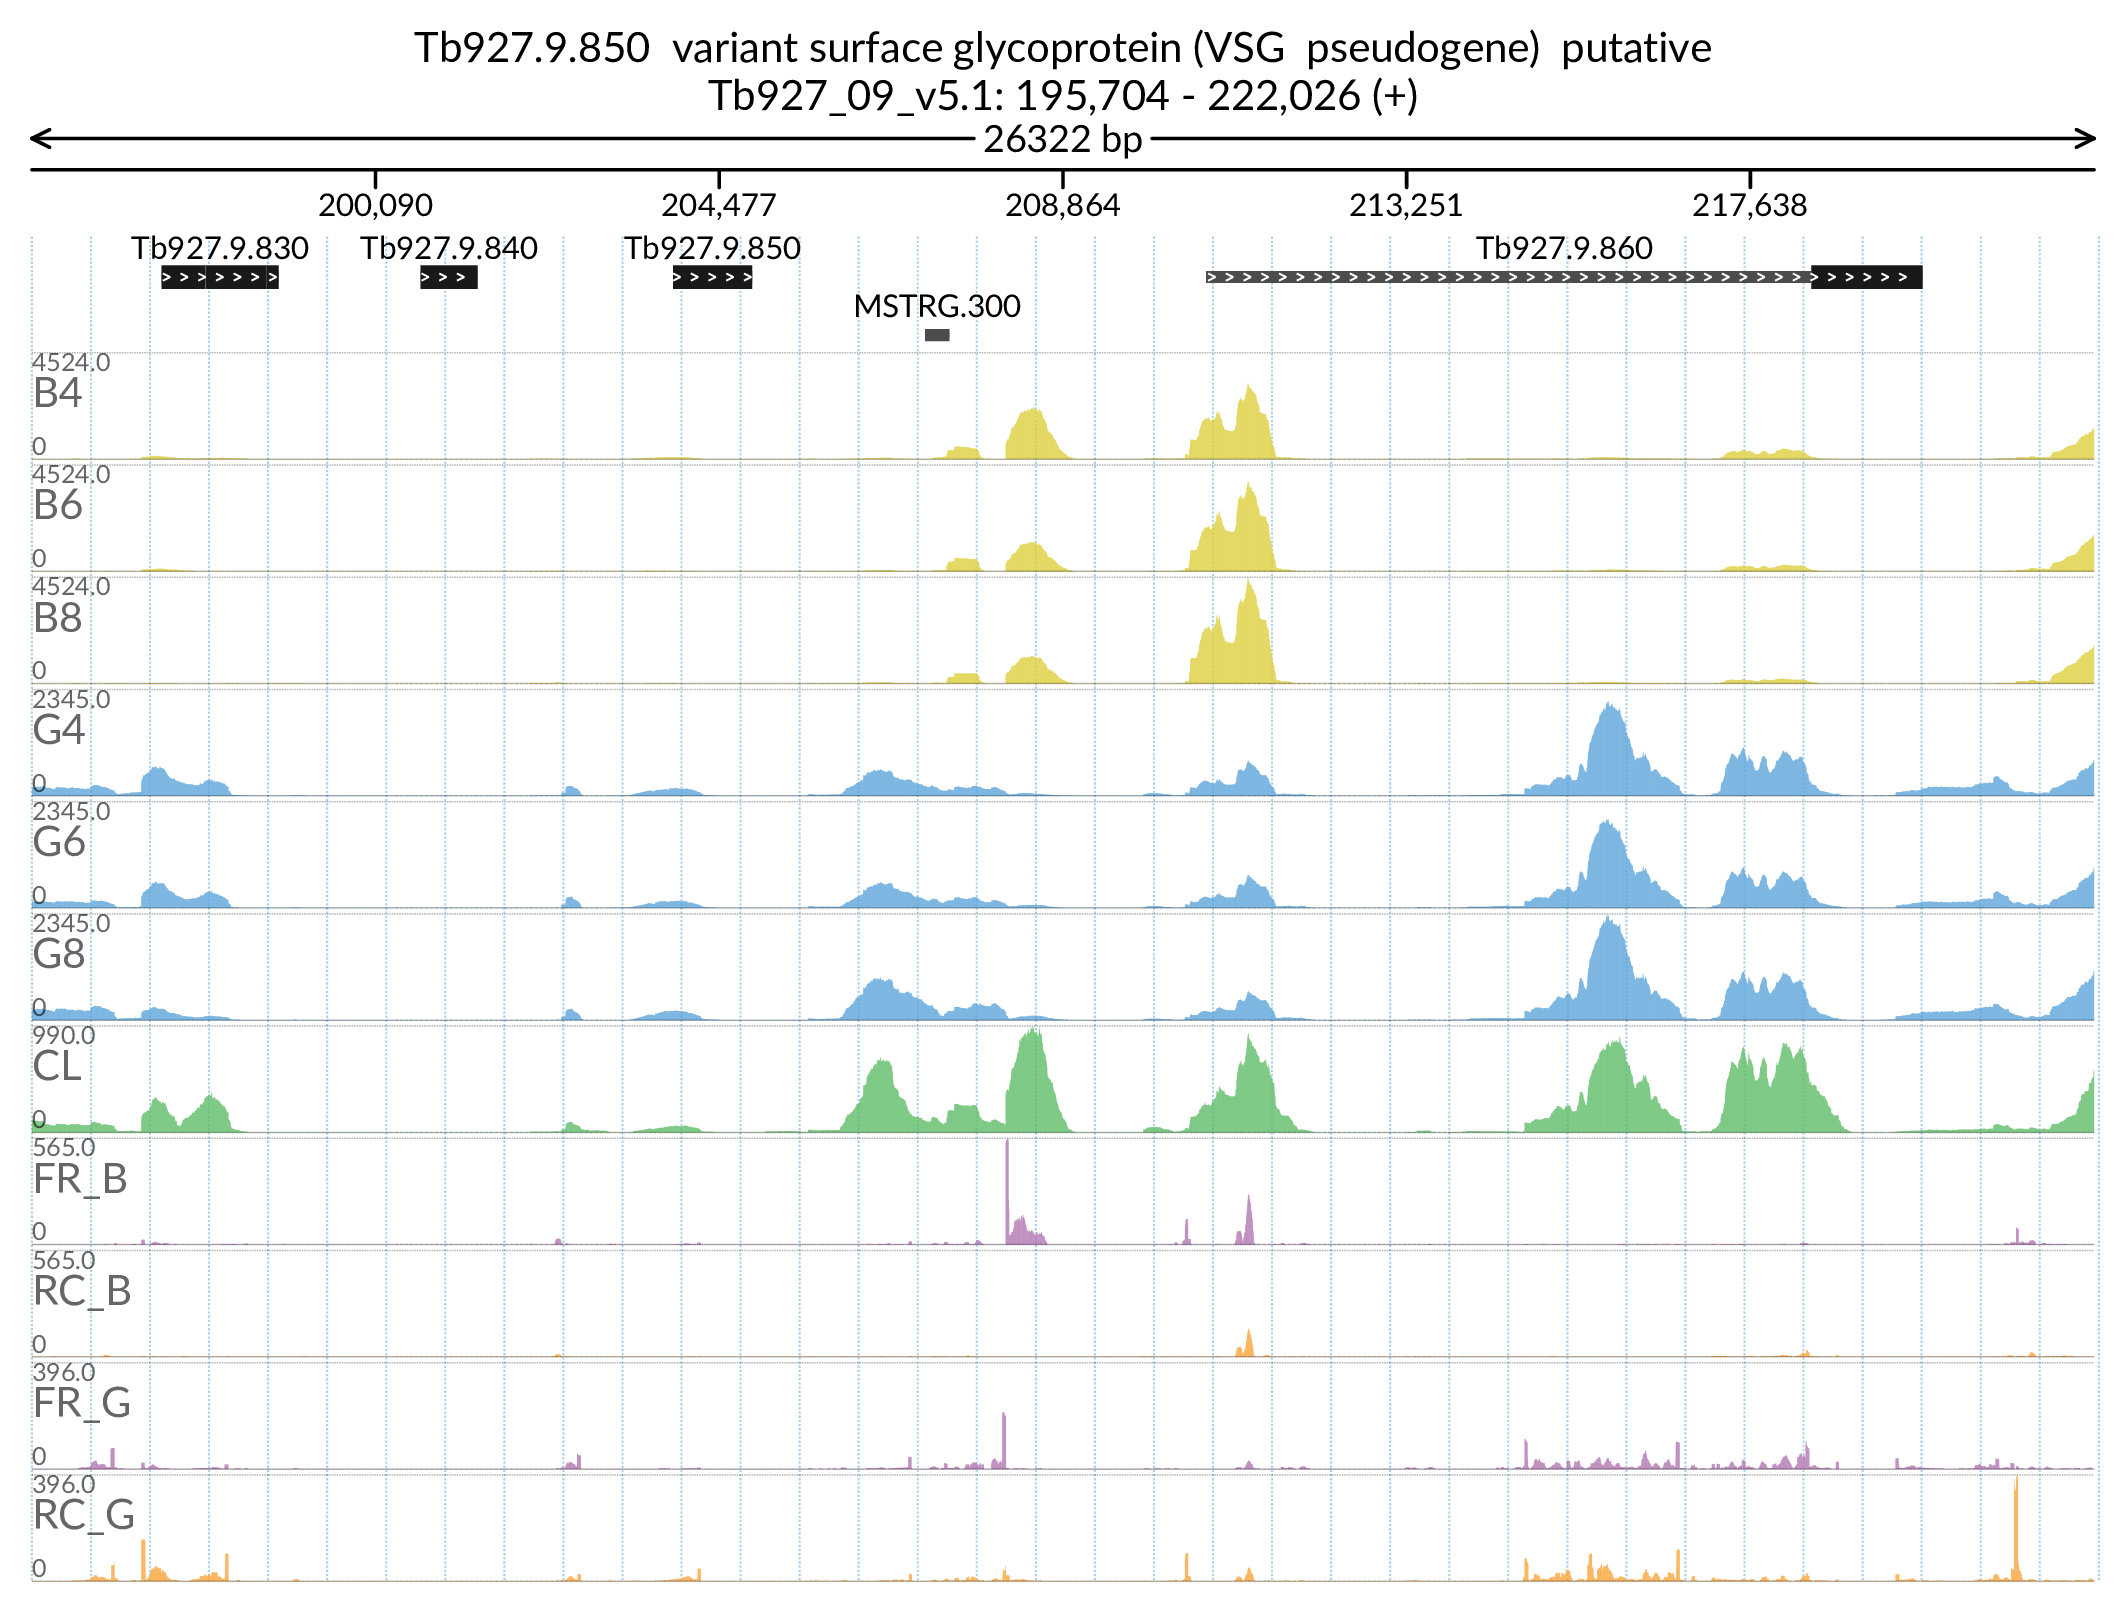 Tb927.9.850  variant surface glycoprotein (VSG  pseudogene)  putative
Tb927_09_v5.1: 195,704 - 222,026 (+)
26322 bp
200,090 204,477 208,864 213,251 217,638
Tb927.9.830 Tb927.9.840 Tb927.9.850 Tb927.9.860
MSTRG.300
4524.0
B4
0
4524.0
B6
0
4524.0
B8
0
2345.0
G4
0
2345.0
G6
0
2345.0
G8
0
990.0
CL
0
565.0
FR_B
0
565.0
RC_B
0
396.0
FR_G
0
396.0
RC_G
0